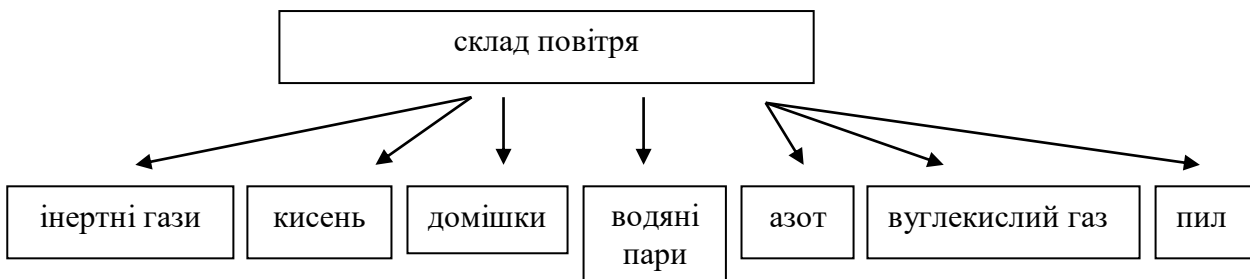 склад повітря
інертні гази
кисень
домішки
водяні
пари
азот
вуглекислий газ
пил